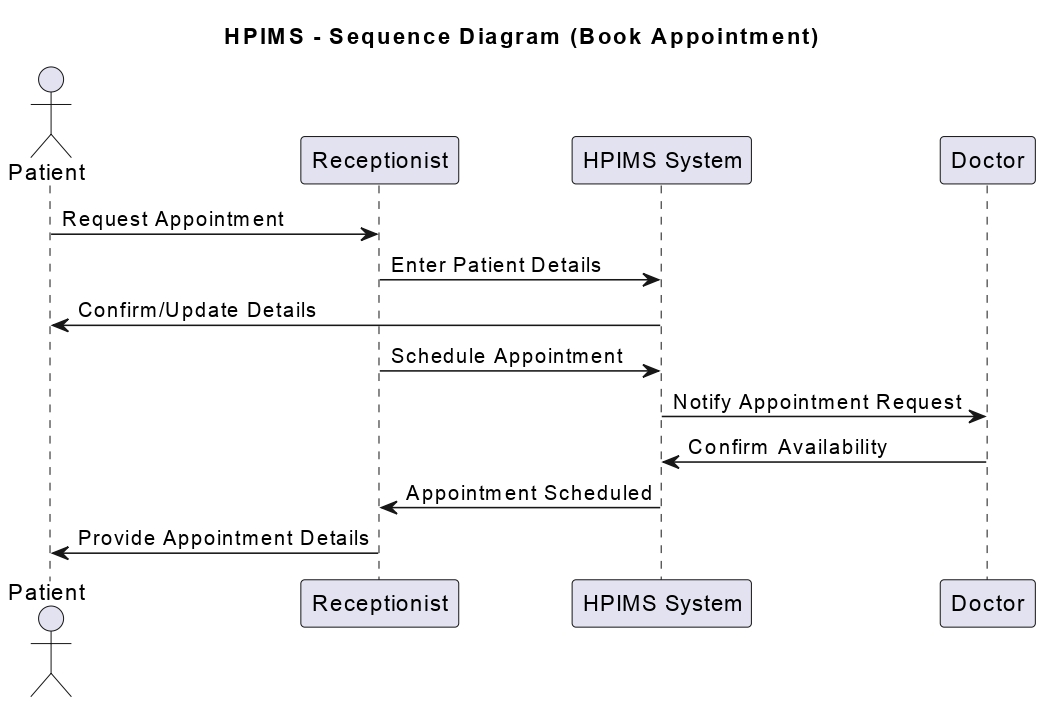 HPIMS - Sequence Diagram (Book Appointment)
Patient
Receptionist
HPIMS System
Doctor
Request Appointment
Enter Patient Details
Confirm/Update Details
Schedule Appointment
Notify Appointment Request
Confirm Availability
Appointment Scheduled
Provide Appointment Details
Patient
Receptionist
HPIMS System
Doctor